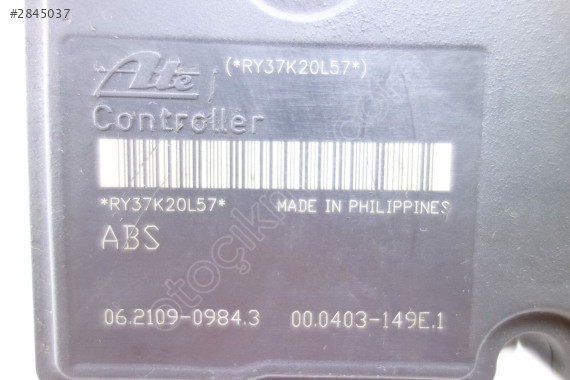 #2845037
Ate (*RY37K20L57*)
Controller
*RY37K20L57* MADE IN PHILIPPINES
ABS
06.2109-0984.3 00.0403-149E.1